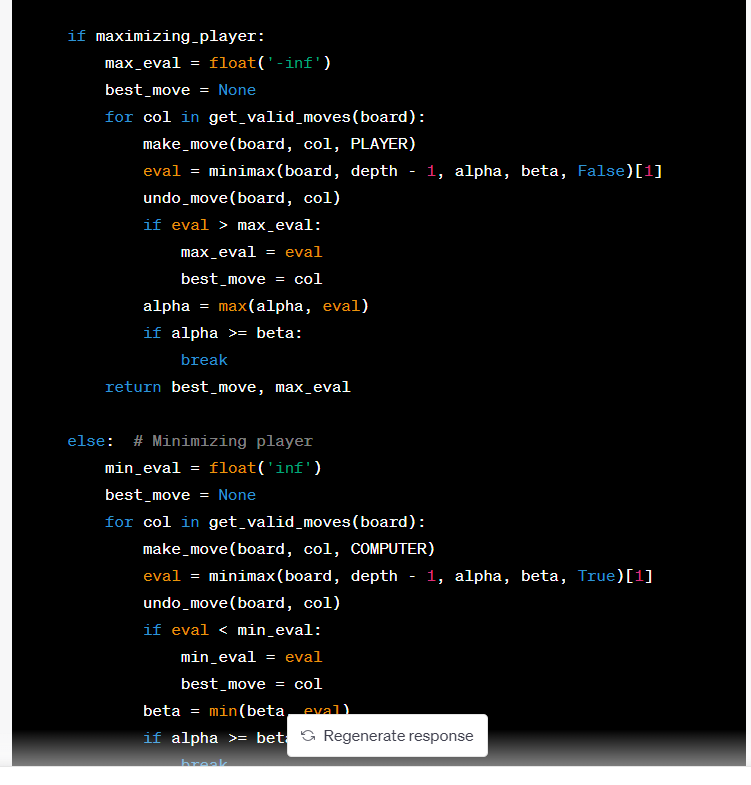 if maximizing_player:
max_eval = float('-inf')
best_move = None
for col in get_valid_moves(board):
make_move(board, col, PLAYER)
eval = minimax(board, depth - 1, alpha, beta, False)[1]
undo_move(board, col)
if eval > max_eval:
max_eval = eval
best_move = col
alpha = max(alpha, eval)
if alpha >= beta:
break
return best_move, max_eval
else:  # Minimizing player
min_eval = float('inf')
best_move = None
for col in get_valid_moves(board):
make_move(board, col, COMPUTER)
eval = minimax(board, depth - 1, alpha, beta, True)[1]
undo_move(board, col)
if eval < min_eval:
min_eval = eval
best_move = col
beta = min(beta, eval)
if alpha >= beta
Regenerate response
break